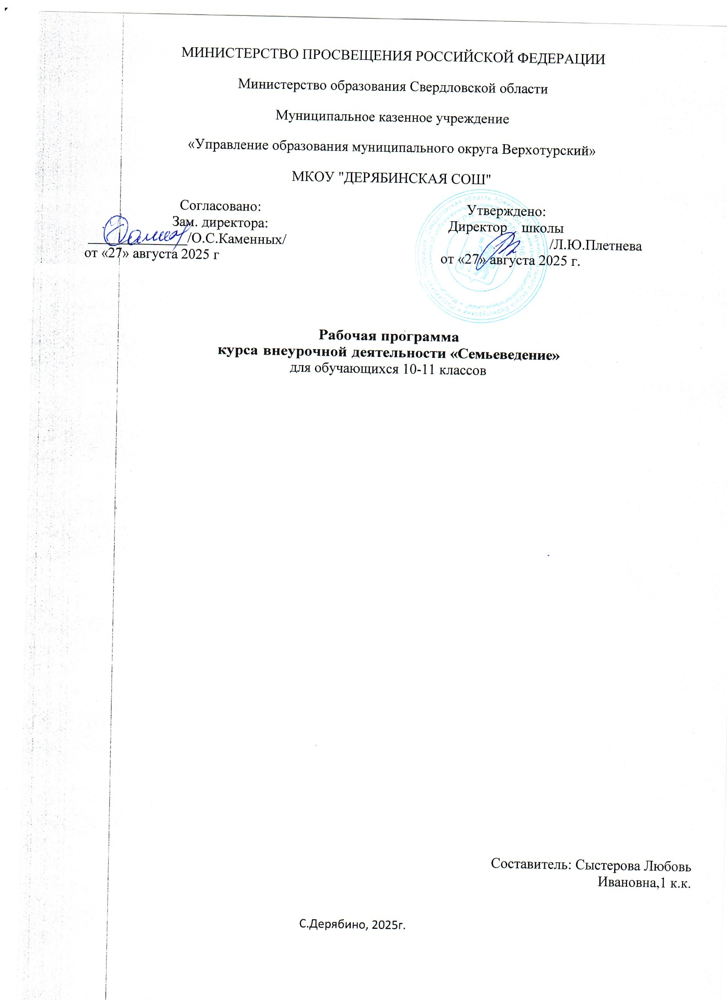 МИНИСТЕРСТВО ПРОСВЕЩЕНИЯ РОССИЙСКОЙ ФЕДЕРАЦИИ
Министерство образования Свердловской области
Муниципальное казенное учреждение
«Управление образования муниципального округа Верхотурский»
МКОУ "ДЕРЯБИНСКАЯ СОШ"
Согласовано:
Зам. директора:
/О.С.Каменных/
от «27» августа 2025 г
Утверждено:
Директор школы
/Л.Ю.Плетнева
от «27» августа 2025 г.
Рабочая программа
курса внеурочной деятельности «Семьеведение»
для обучающихся 10-11 классов
Составитель: Сыстерова Любовь
Ивановна,1 к.к.
С.Дерябино, 2025г.